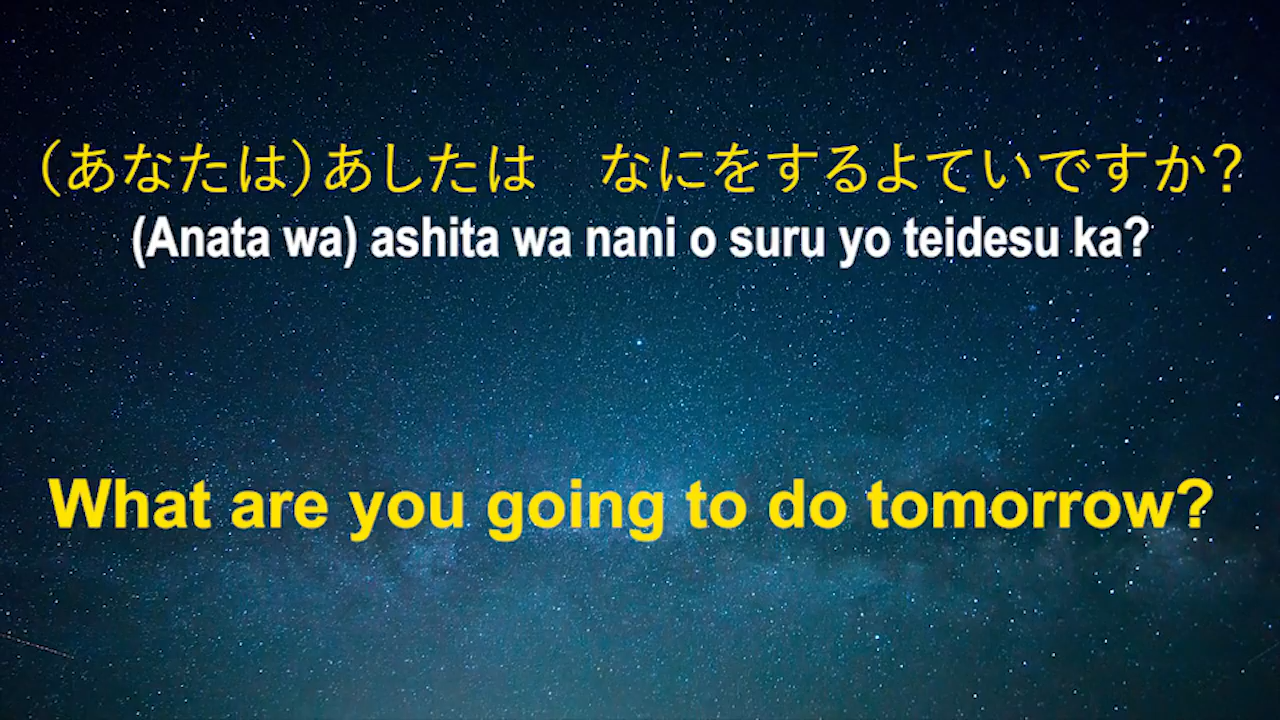 （あなたは）あしたは　なにをするよていですか?
(Anata wa) ashita wa nani o suru yo teidesu ka?
What are you going to do tomorrow?